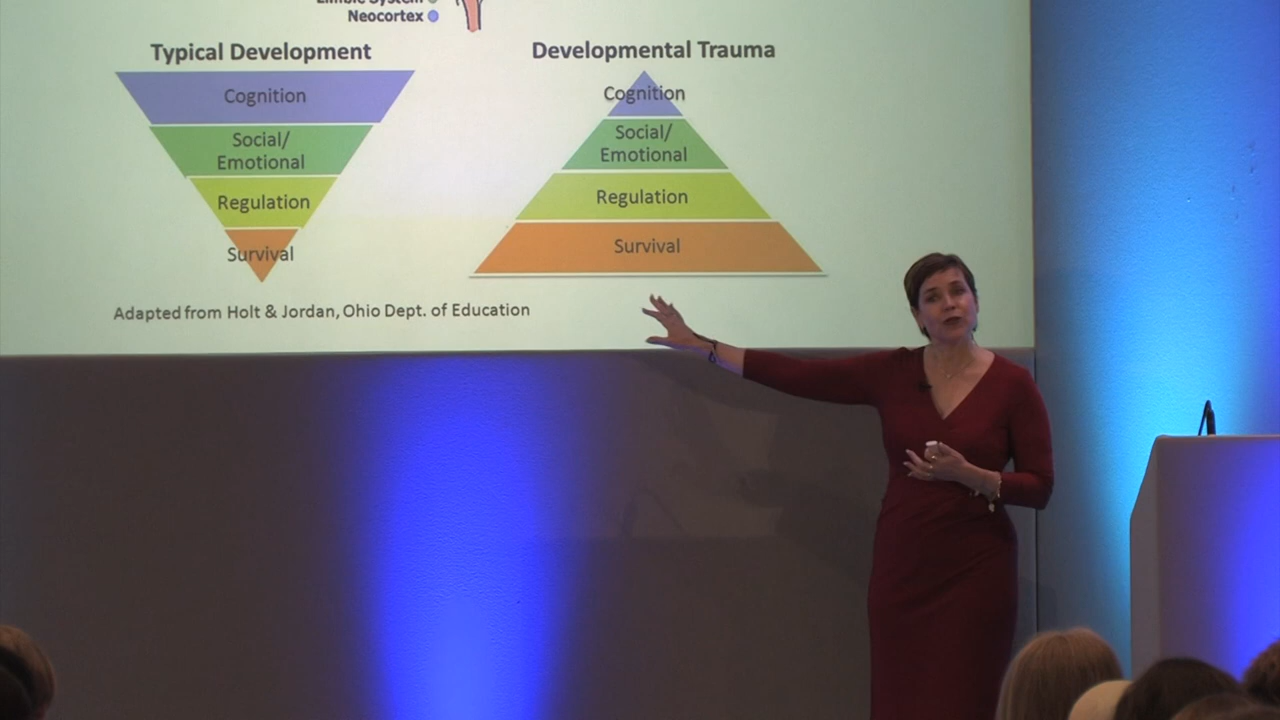 Neocortex
Typical Development
Cognition
Social/
Emotional
Regulation
Survival
Developmental Trauma
Cognition
Social/
Emotional
Regulation
Survival
Adapted from Holt & Jordan, Ohio Dept. of Education